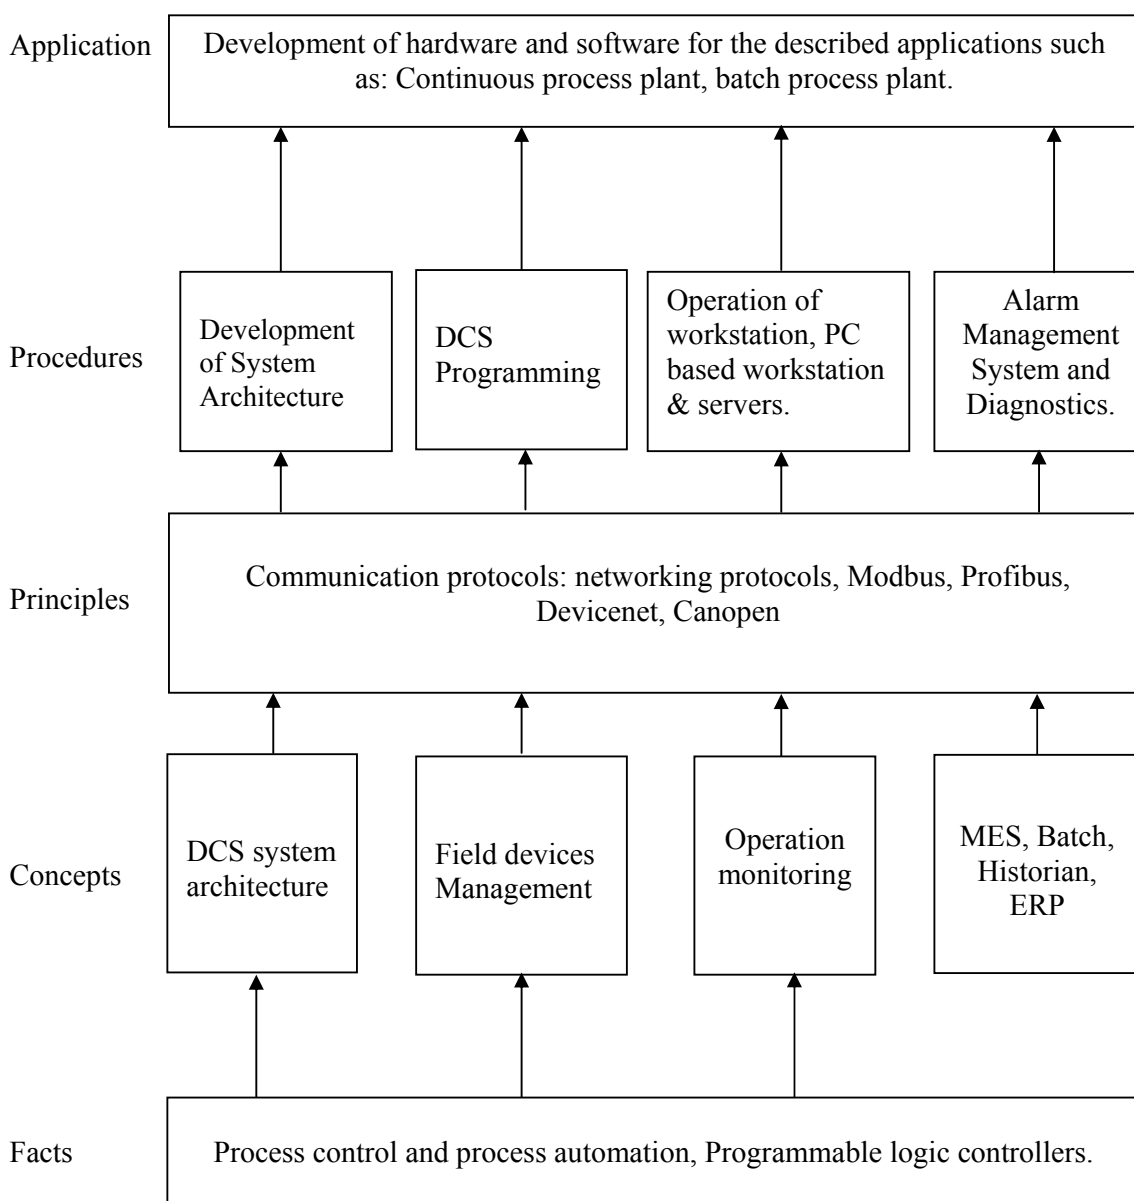 Application
Development of hardware and software for the described applications such
as: Continuous process plant, batch process plant.
Procedures
Development
of System
Architecture
DCS
Programming
Operation of
workstation, PC
based workstation
& servers.
Alarm
Management
System and
Diagnostics.
Principles
Communication protocols: networking protocols, Modbus, Profibus,
Devicenet, Canopen
Concepts
DCS system
architecture
Field devices
Management
Operation
monitoring
MES, Batch,
Historian,
ERP
Facts
Process control and process automation, Programmable logic controllers.